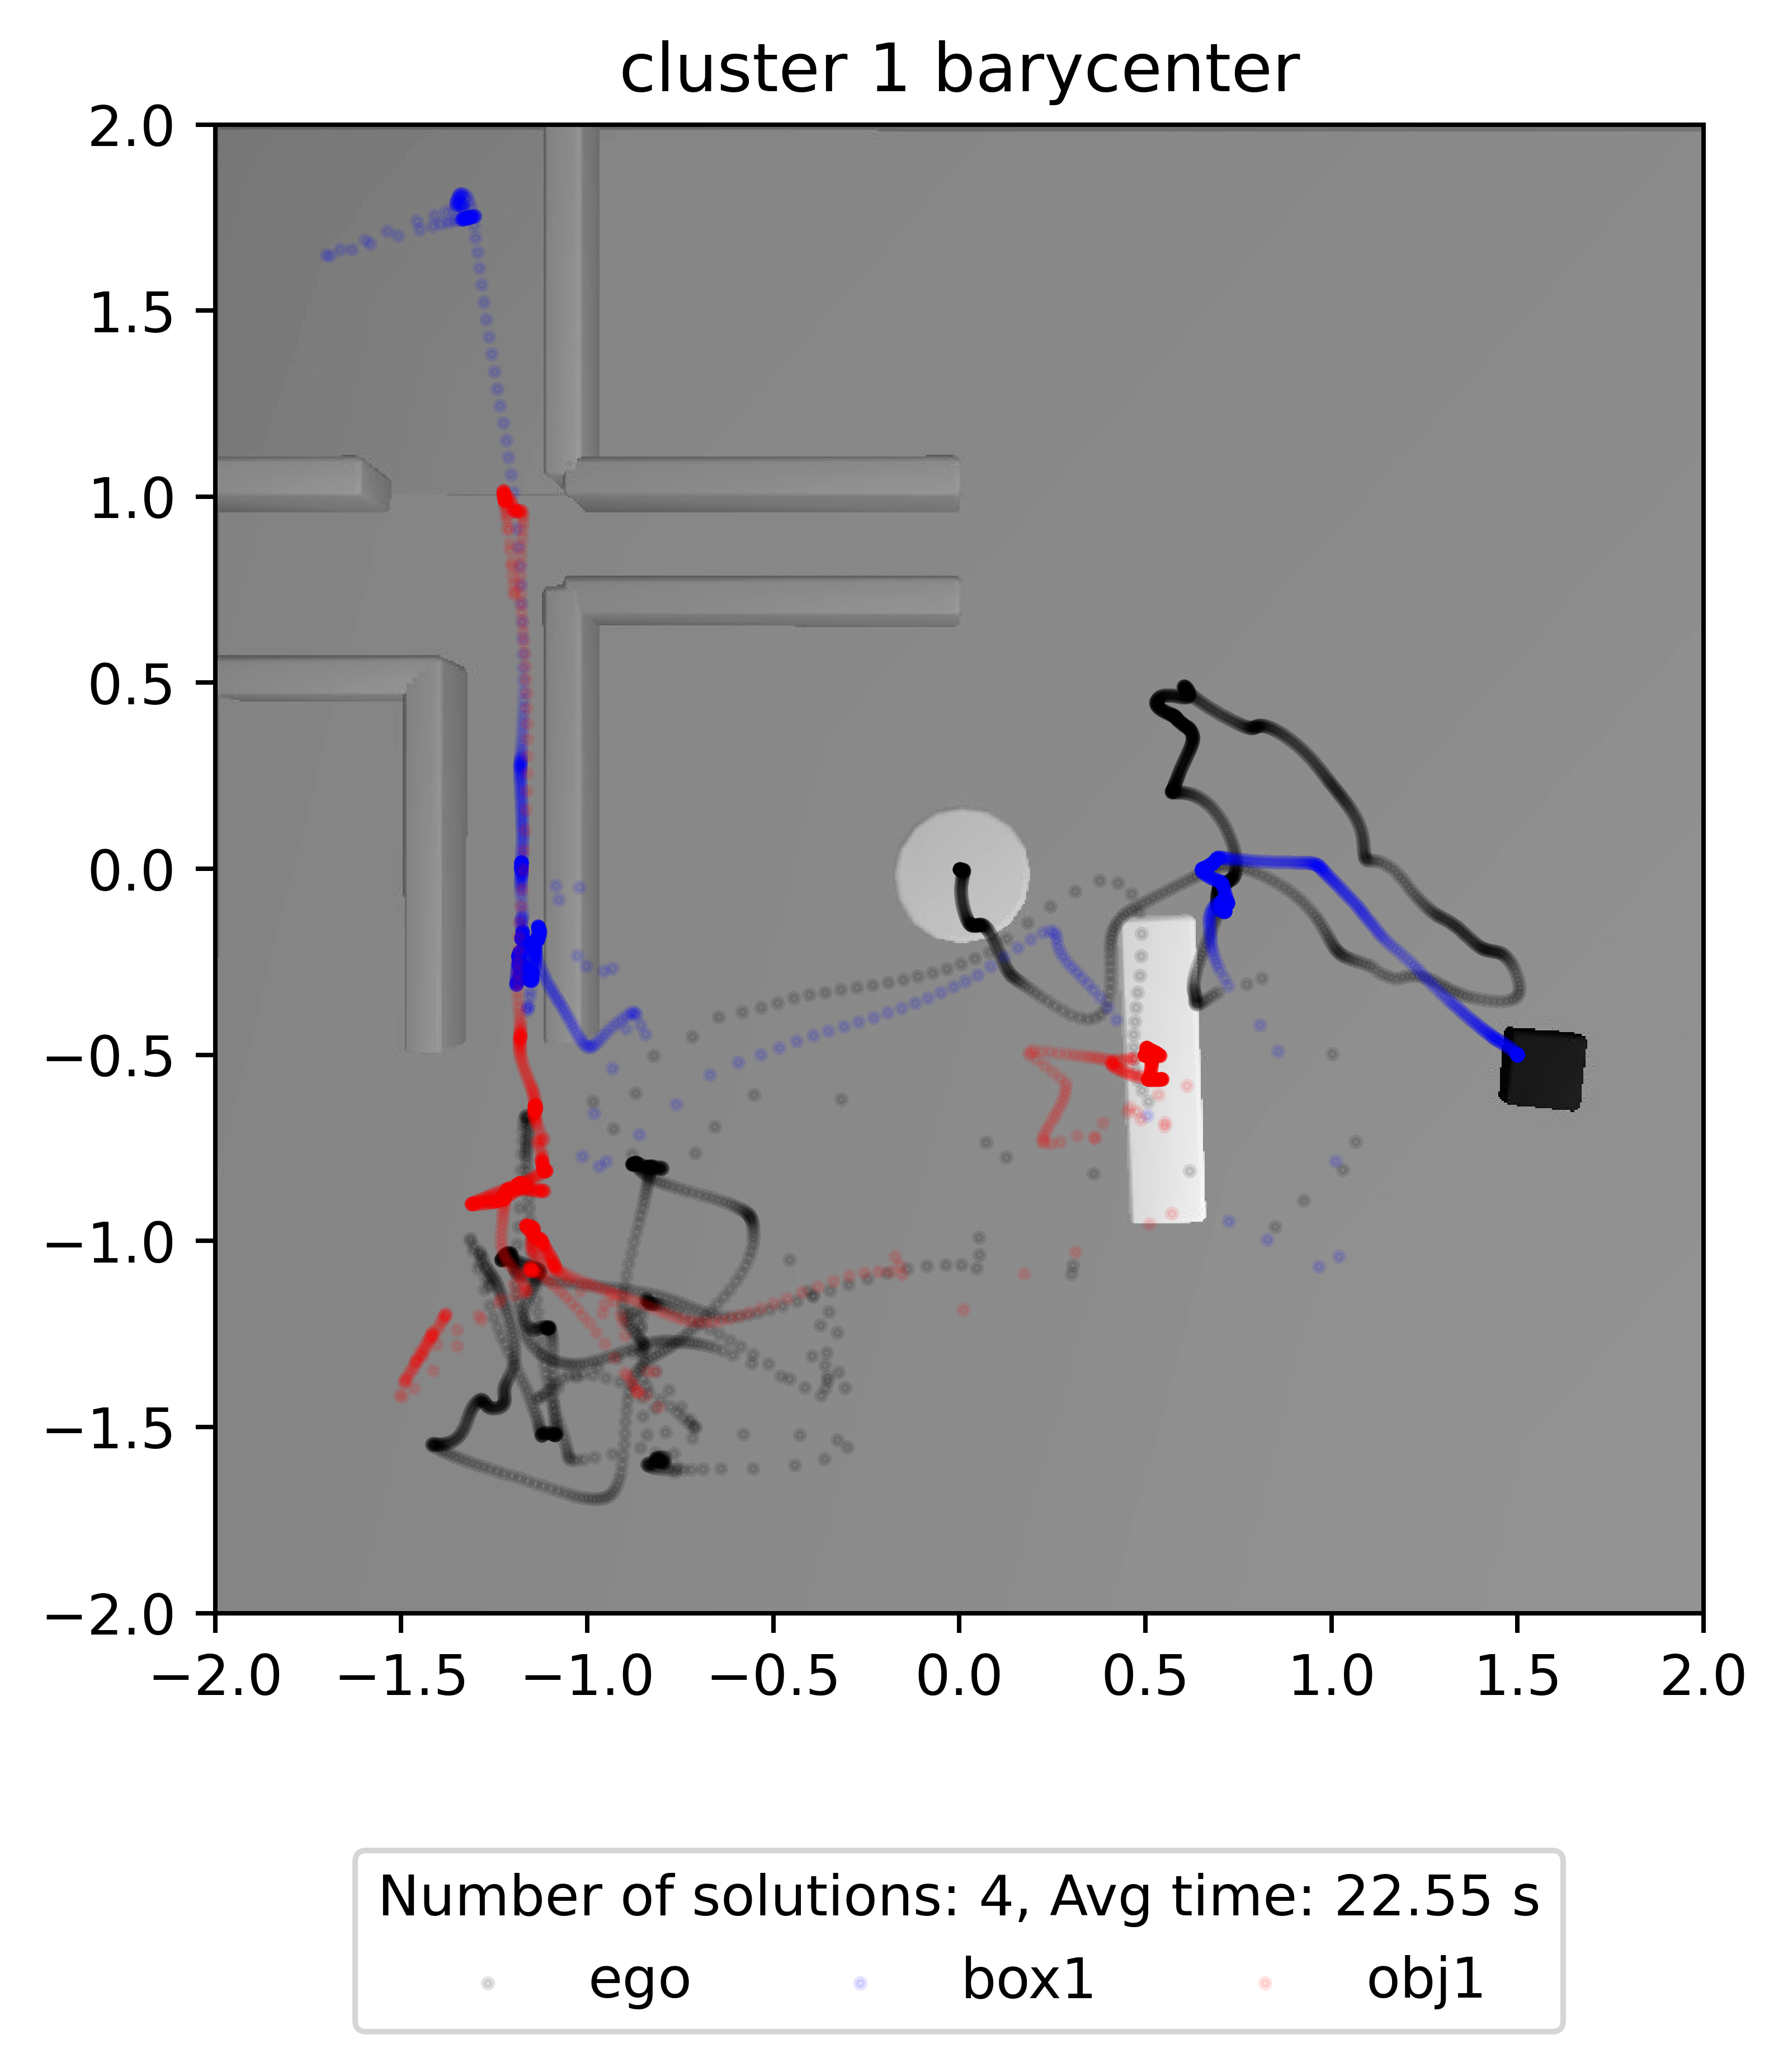 cluster 1 barycenter
2.0
1.5
1.0
0.5
0.0
−0.5
−1.0
−1.5
−2.0
−2.0 −1.5 −1.0 −0.5 0.0 0.5 1.0 1.5 2.0
Number of solutions: 4, Avg time: 22.55 s
ego box1 obj1